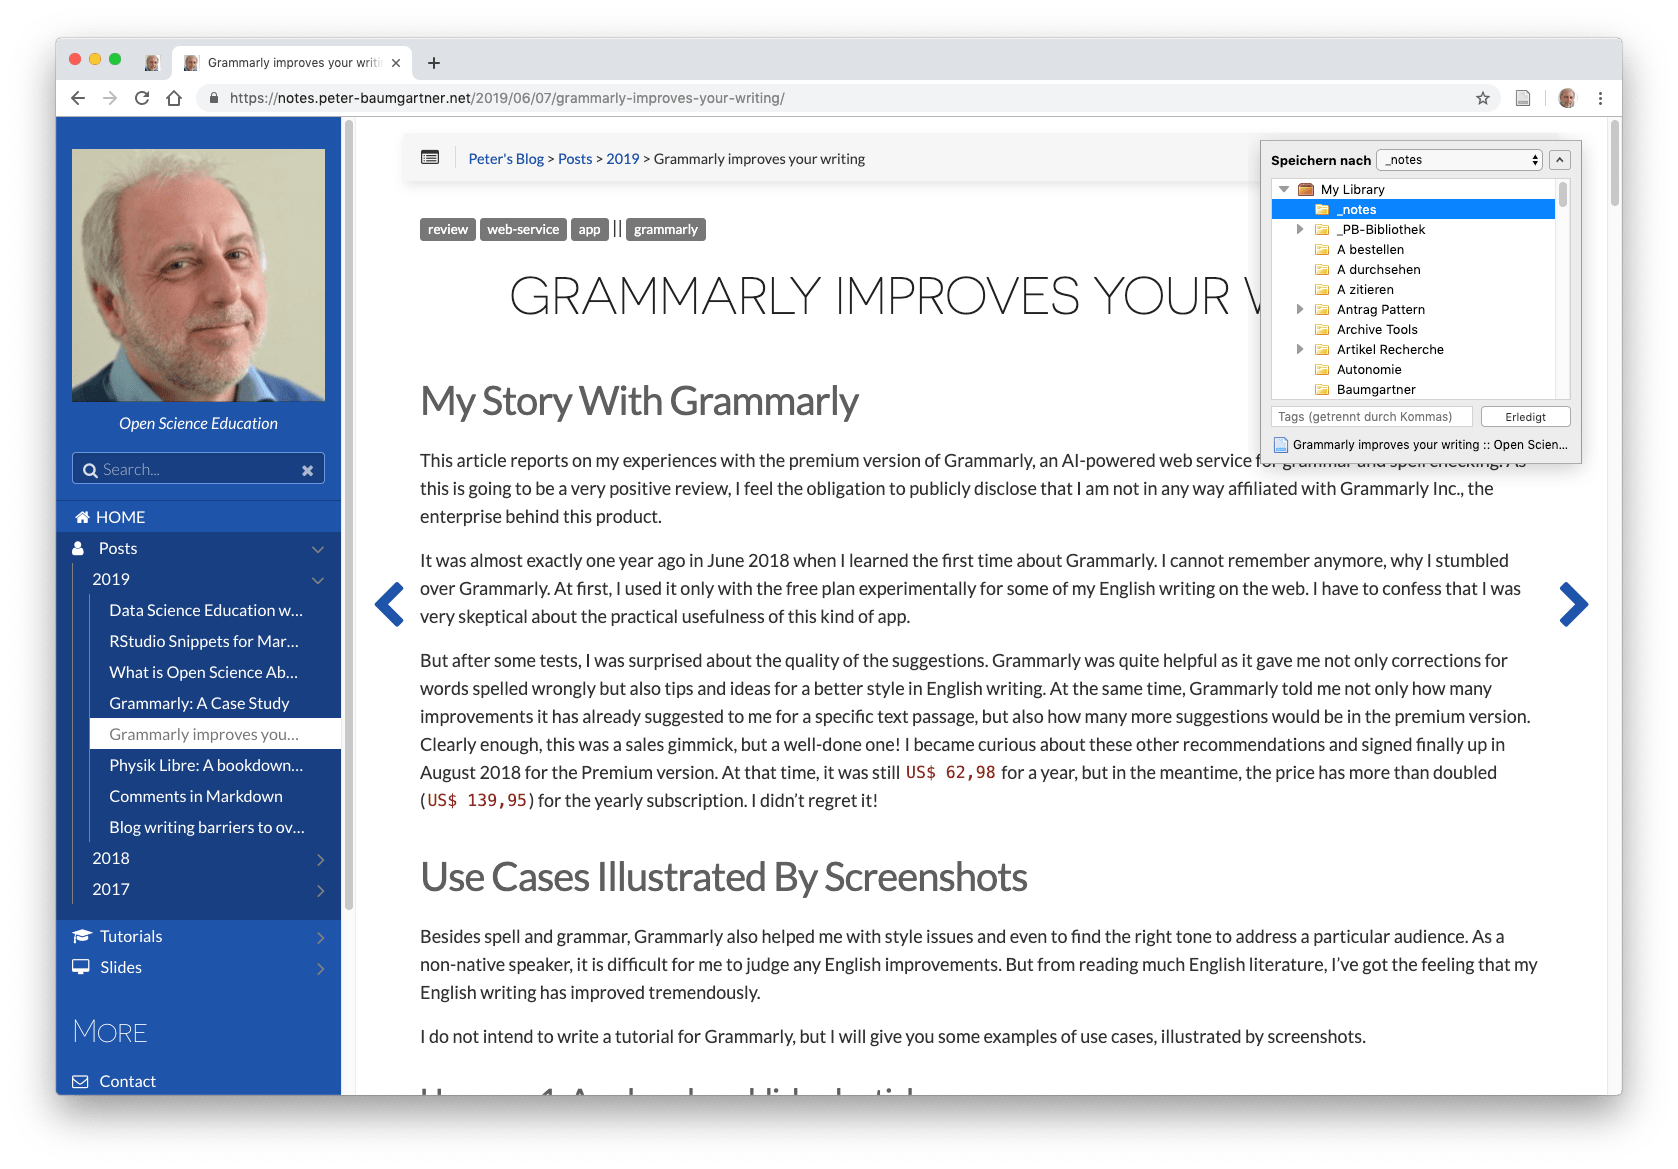 Grammarly improves your writi
https://notes.peter-baumgartner.net/2019/06/07/grammarly-improves-your-writing/
Open Science Education
Search...
HOME
Posts
2019
Data Science Education w...
RStudio Snippets for Mar...
What is Open Science Ab...
Grammarly: A Case Study
Grammarly improves you...
Physik Libre: A bookdown...
Comments in Markdown
Blog writing barriers to ov...
2018
2017
Tutorials
Slides
More
Contact
Peter's Blog > Posts > 2019 > Grammarly improves your writing
review web-service app || grammarly
GRAMMARLY IMPROVES YOUR
My Story With Grammarly
This article reports on my experiences with the premium version of Grammarly, an AI-powered web service for grammar and spell checking. As
this is going to be a very positive review, I feel the obligation to publicly disclose that I am not in any way affiliated with Grammarly Inc., the
enterprise behind this product.
It was almost exactly one year ago in June 2018 when I learned the first time about Grammarly. I cannot remember anymore, why I stumbled
over Grammarly. At first, I used it only with the free plan experimentally for some of my English writing on the web. I have to confess that I was
very skeptical about the practical usefulness of this kind of app.
But after some tests, I was surprised about the quality of the suggestions. Grammarly was quite helpful as it gave me not only corrections for
words spelled wrongly but also tips and ideas for a better style in English writing. At the same time, Grammarly told me not only how many
improvements it has already suggested to me for a specific text passage, but also how many more suggestions would be in the premium version.
Clearly enough, this was a sales gimmick, but a well-done one! I became curious about these other recommendations and signed finally up in
August 2018 for the Premium version. At that time, it was still US$ 62,98 for a year, but in the meantime, the price has more than doubled
(US$ 139,95) for the yearly subscription. I didn't regret it!
Use Cases Illustrated By Screenshots
Besides spell and grammar, Grammarly also helped me with style issues and even to find the right tone to address a particular audience. As a
non-native speaker, it is difficult for me to judge any English improvements. But from reading much English literature, I've got the feeling that my
English writing has improved tremendously.
I do not intend to write a tutorial for Grammarly, but I will give you some examples of use cases, illustrated by screenshots.
Speichern nach _notes
My Library
_notes
_PB-Bibliothek
A bestellen
A durchsehen
A zitieren
Antrag Pattern
Archive Tools
Artikel Recherche
Autonomie
Baumgartner
Tags (getrennt durch Kommas) Erledigt
Grammarly improves your writing :: Open Scien...